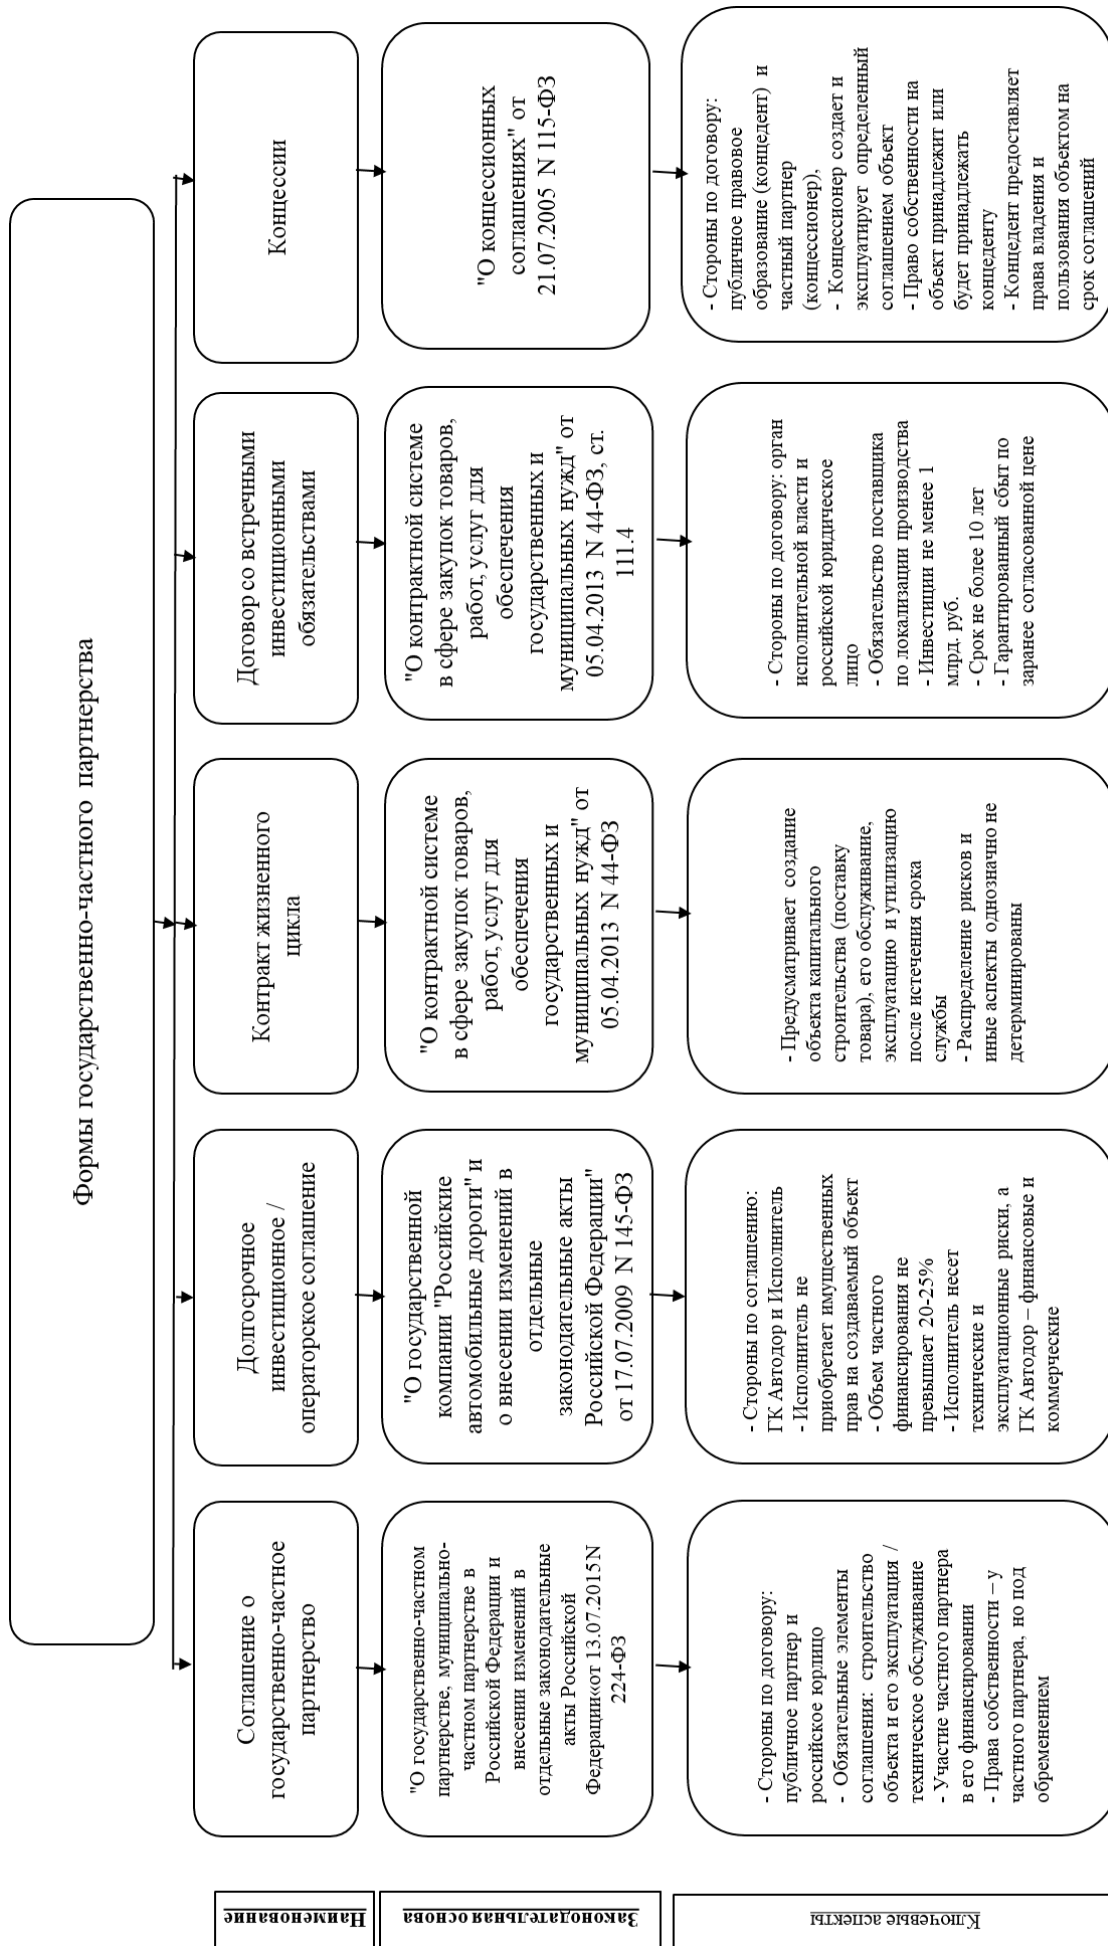 Формы государственно-частного партнерства
Наименование
Соглашение о
государственно-частное
партнерство
Долгосрочное
инвестиционное /
операторское соглашение
Контракт жизненного
цикла
Договор со встречными
инвестиционными
обязательствами
Концессии
Законодательная основа
"О государственно-частном
партнерстве, муниципально-
частном партнерстве в
Российской Федерации и
внесении изменений в
отдельные законодательные
акты Российской
Федерации«от 13.07.2015N
224-ФЗ
"О государственной
компании "Российские
автомобильные дороги" и
о внесении изменений в
отдельные
законодательные акты
Российской Федерации"
от 17.07.2009 N 145-ФЗ
"О контрактной системе
в сфере закупок товаров,
работ, услуг для
обеспечения
государственных и
муниципальных нужд" от
05.04.2013 N 44-ФЗ
"О контрактной системе
в сфере закупок товаров,
работ, услуг для
обеспечения
государственных и
муниципальных нужд" от
05.04.2013 N 44-ФЗ, ст.
111.4
"О концессионных
соглашениях" от
21.07.2005 N 115-ФЗ
Ключевые аспекты
- Стороны по договору:
публичное партнер и
российское юрлицо
- Обязательные элементы
соглашения: строительство
объекта и его эксплуатация /
техническое обслуживание
- Участие частного партнера
в его финансировании
- Права собственности – у
частного партнера, но под
обременением
- Стороны по соглашению:
ГК Автодор и Исполнитель
- Исполнитель не
приобретает имущественных
прав на создаваемый объект
- Объем частного
финансирования не
превышает 20-25%
- Исполнитель несет
технические и
эксплуатационные риски, а
ГК Автодор – финансовые и
коммерческие
- Предусматривает создание
объекта капитального
строительства (поставку
товара), его обслуживание,
эксплуатацию и утилизацию
после истечения срока
службы
- Распределение рисков и
иные аспекты однозначно не
детерминированы
- Стороны по договору: орган
исполнительной власти и
российское юридическое
лицо
- Обязательство поставщика
по локализации производства
- Инвестиции не менее 1
млрд. руб.
- Срок не более 10 лет
- Гарантированный сбыт по
заранее согласованной цене
- Стороны по договору:
публичное правовое
образование (концедент) и
частный партнер
(концессионер),
- Концессионер создает и
эксплуатирует определенный
соглашением объект
- Право собственности на
объект принадлежит или
будет принадлежать
концеденту
- Концедент предоставляет
права владения и
пользования объектом на
срок соглашений